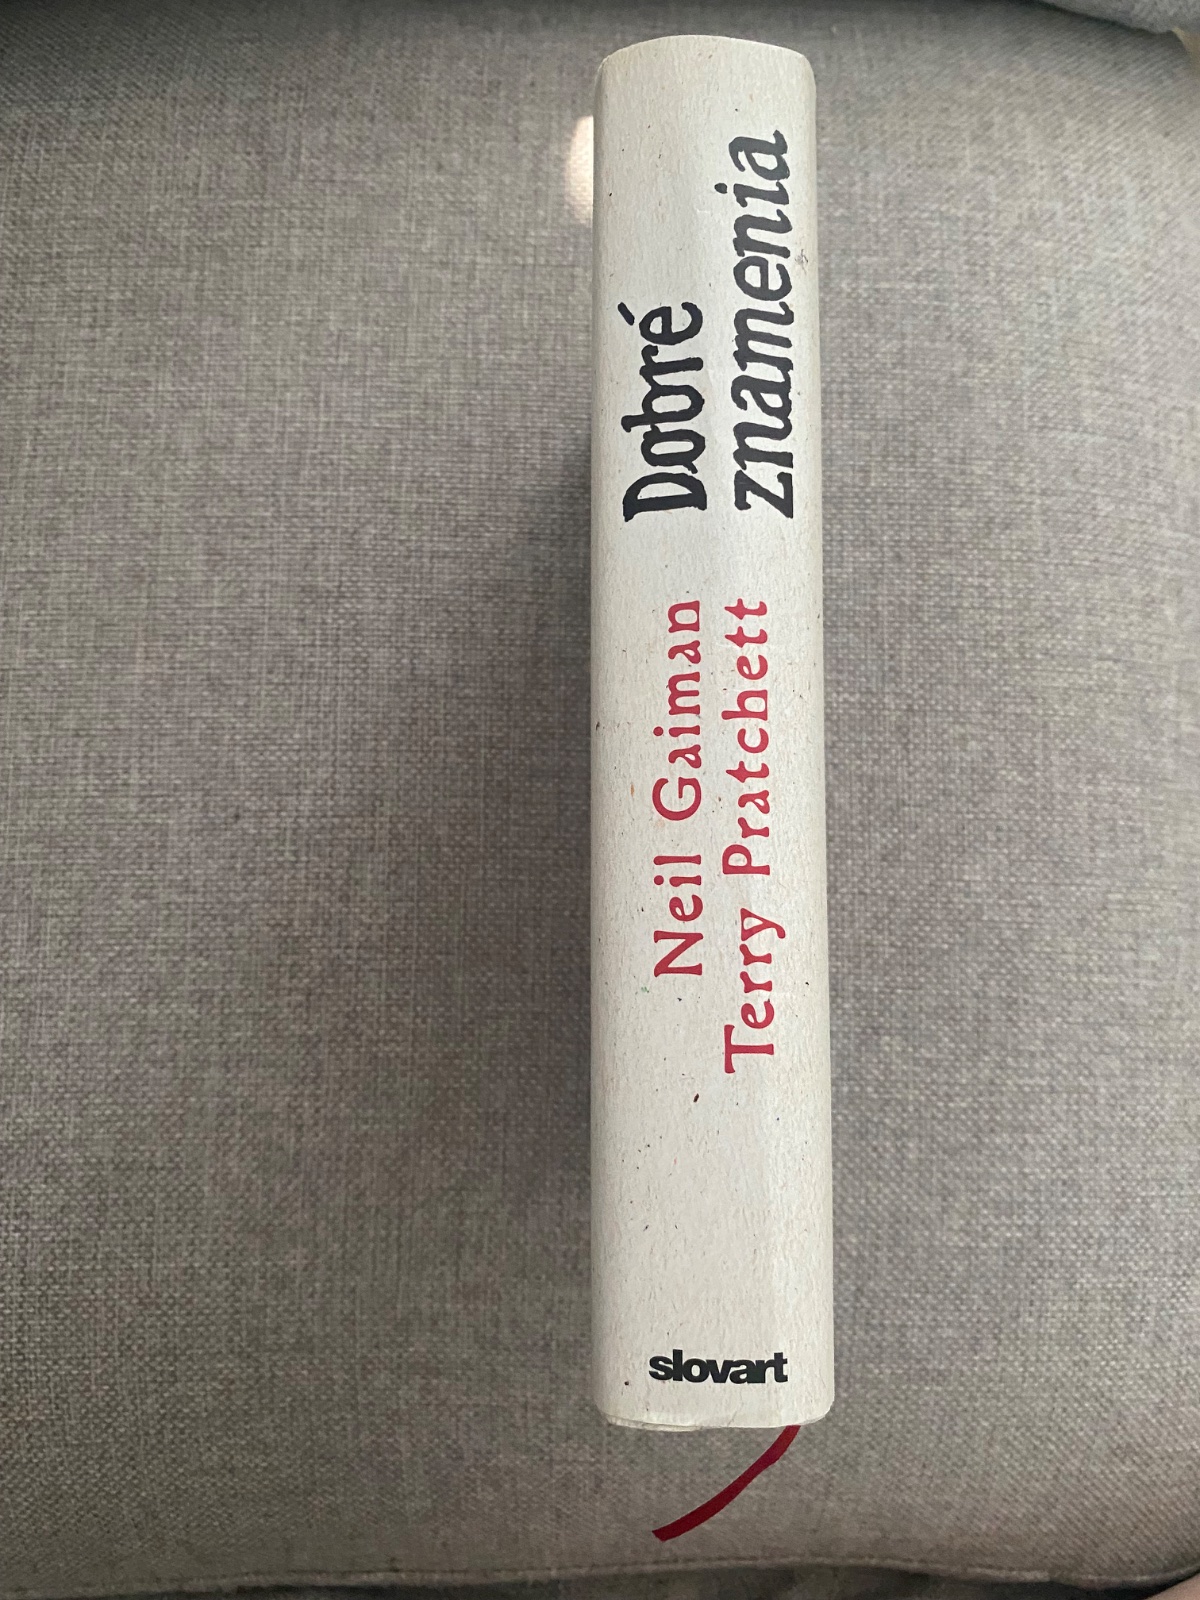 Dobré
znamenia
Neil Gaiman
Terry Pratchett
slovart